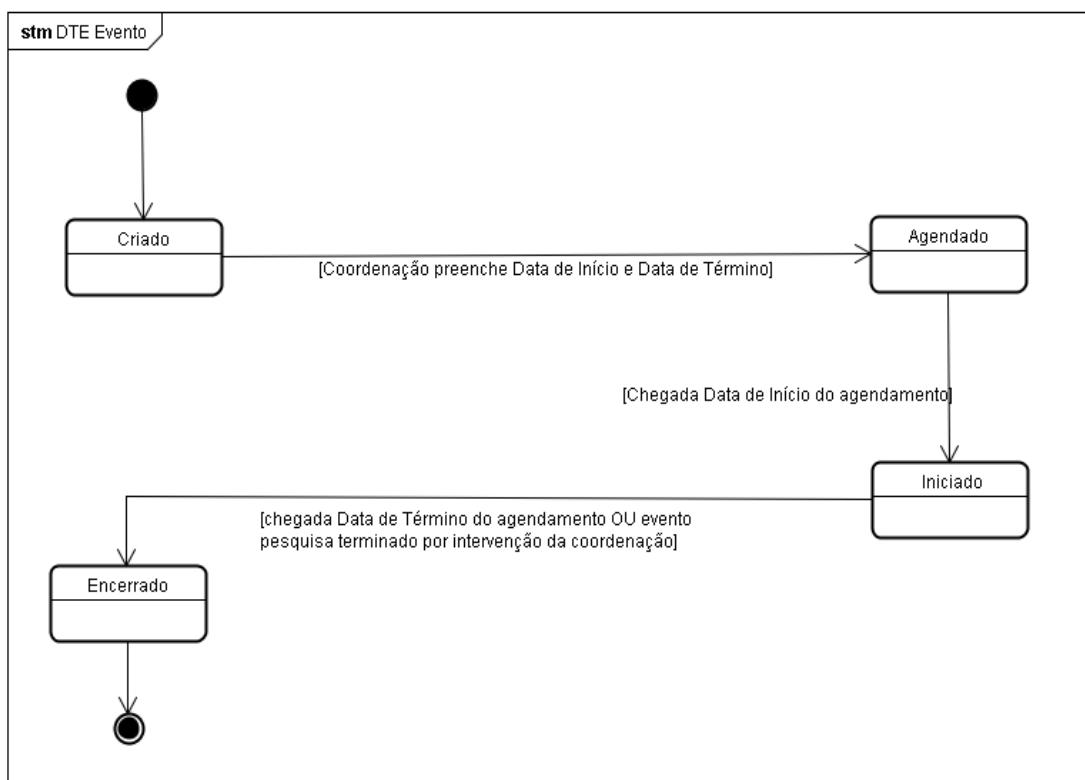 stm DTE Evento
Criado
Agendado
[Coordenação preenche Data de Início e Data de Término]
[Chegada Data de Início do agendamento]
Iniciado
[chegada Data de Término do agendamento OU evento
pesquisa terminado por intervenção da coordenação]
Encerrado